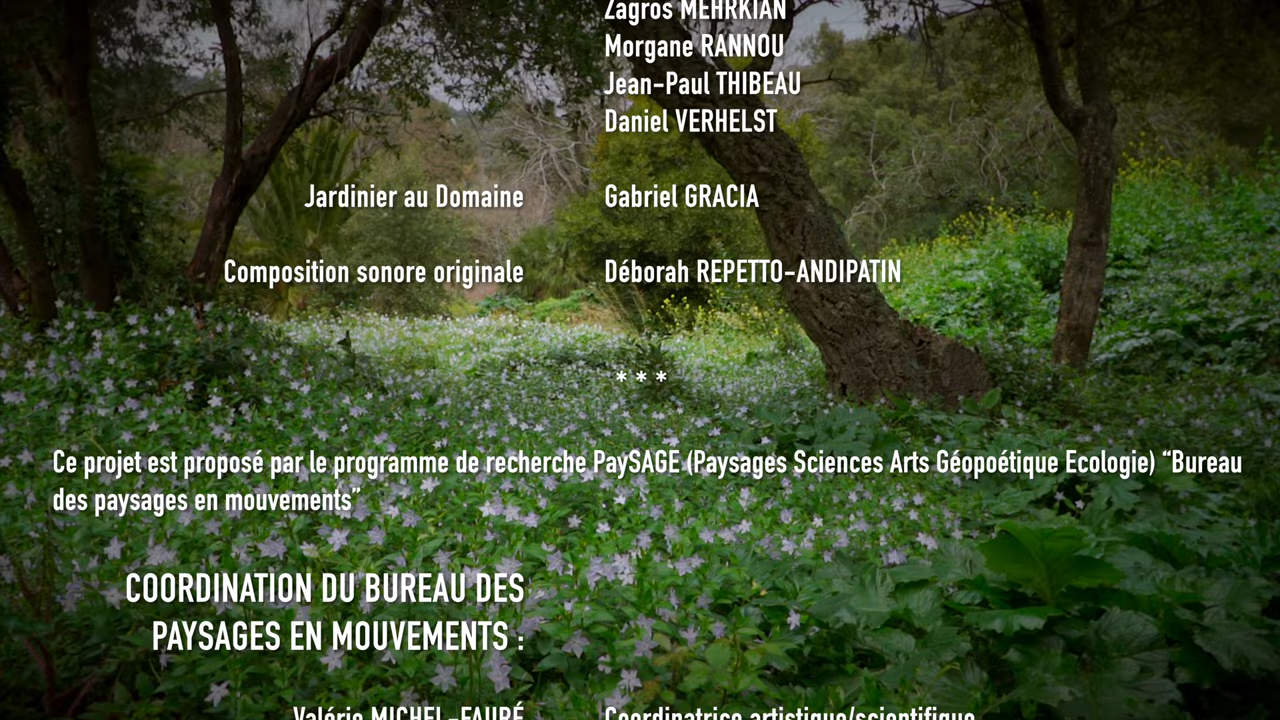 Zagros MEHRKIAN
Morgane RANNOU
Jean-Paul THIBEAU
Daniel VERHELST
Jardinier au Domaine Gabriel GRACIA
Composition sonore originale Déborah REPETTO-ANDIPATIN
* * *
Ce projet est proposé par le programme de recherche PaySAGE (Paysages Sciences Arts Géopoétique Ecologie) “Bureau
des paysages en mouvements”
COORDINATION DU BUREAU DES
PAYSAGES EN MOUVEMENTS :
Valérie MICHEL-FAURÉ Coordinatrice artistique/scientifique